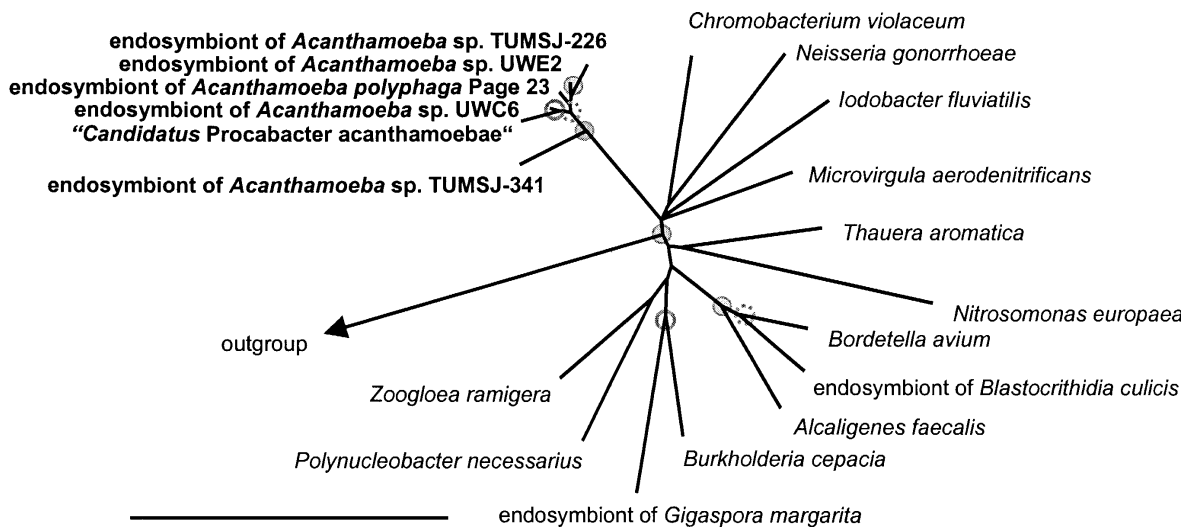 Chromobacterium violaceum
endosymbiont of Acanthamoeba sp. TUMSJ-226
Neisseria gonorrhoeae
endosymbiont of Acanthamoeba sp. UWE2
endosymbiont of Acanthamoeba polyphaga Page 23
Iodobacter fluviatilis
endosymbiont of Acanthamoeba sp. UWC6
“Candidatus Procabacter acanthamoebae“
Microvirgula aerodenitrificans
endosymbiont of Acanthamoeba sp. TUMSJ-341
Thauera aromatica
Nitrosomonas europaea
Bordetella avium
outgroup
endosymbiont of Blastocrithidia culicis
Zoogloea ramigera
Alcaligenes faecalis
Polynucleobacter necessarius
Burkholderia cepacia
endosymbiont of Gigaspora margarita